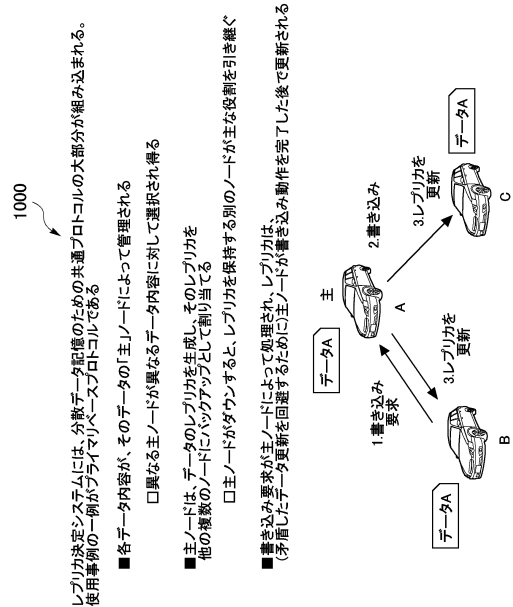 1000
レプリカ決定システムには、分散データ記憶のための共通プロトコルの大部分が組み込まれる。
使用事例の一例がプライマリベースプロトコルである
■各データ内容が、そのデータの「主」ノードによって管理される
□異なる主ノードが異なるデータ内容に対して選択され得る
■主ノードは、データのレプリカを生成し、そのレプリカを
他の複数のノードにバックアップとして割り当てる
□主ノードがダウンすると、レプリカを保持する別のノードが主な役割を引き継ぐ
■書き込み要求が主ノードによって処理され、レプリカは、
(矛盾したデータ更新を回避するために)主ノードが書き込み動作を完了した後で更新される
データA
主
A
2.書き込み
1.書き込み
要求
3.レプリカを
更新
3.レプリカを
更新
データA
B
データA
C